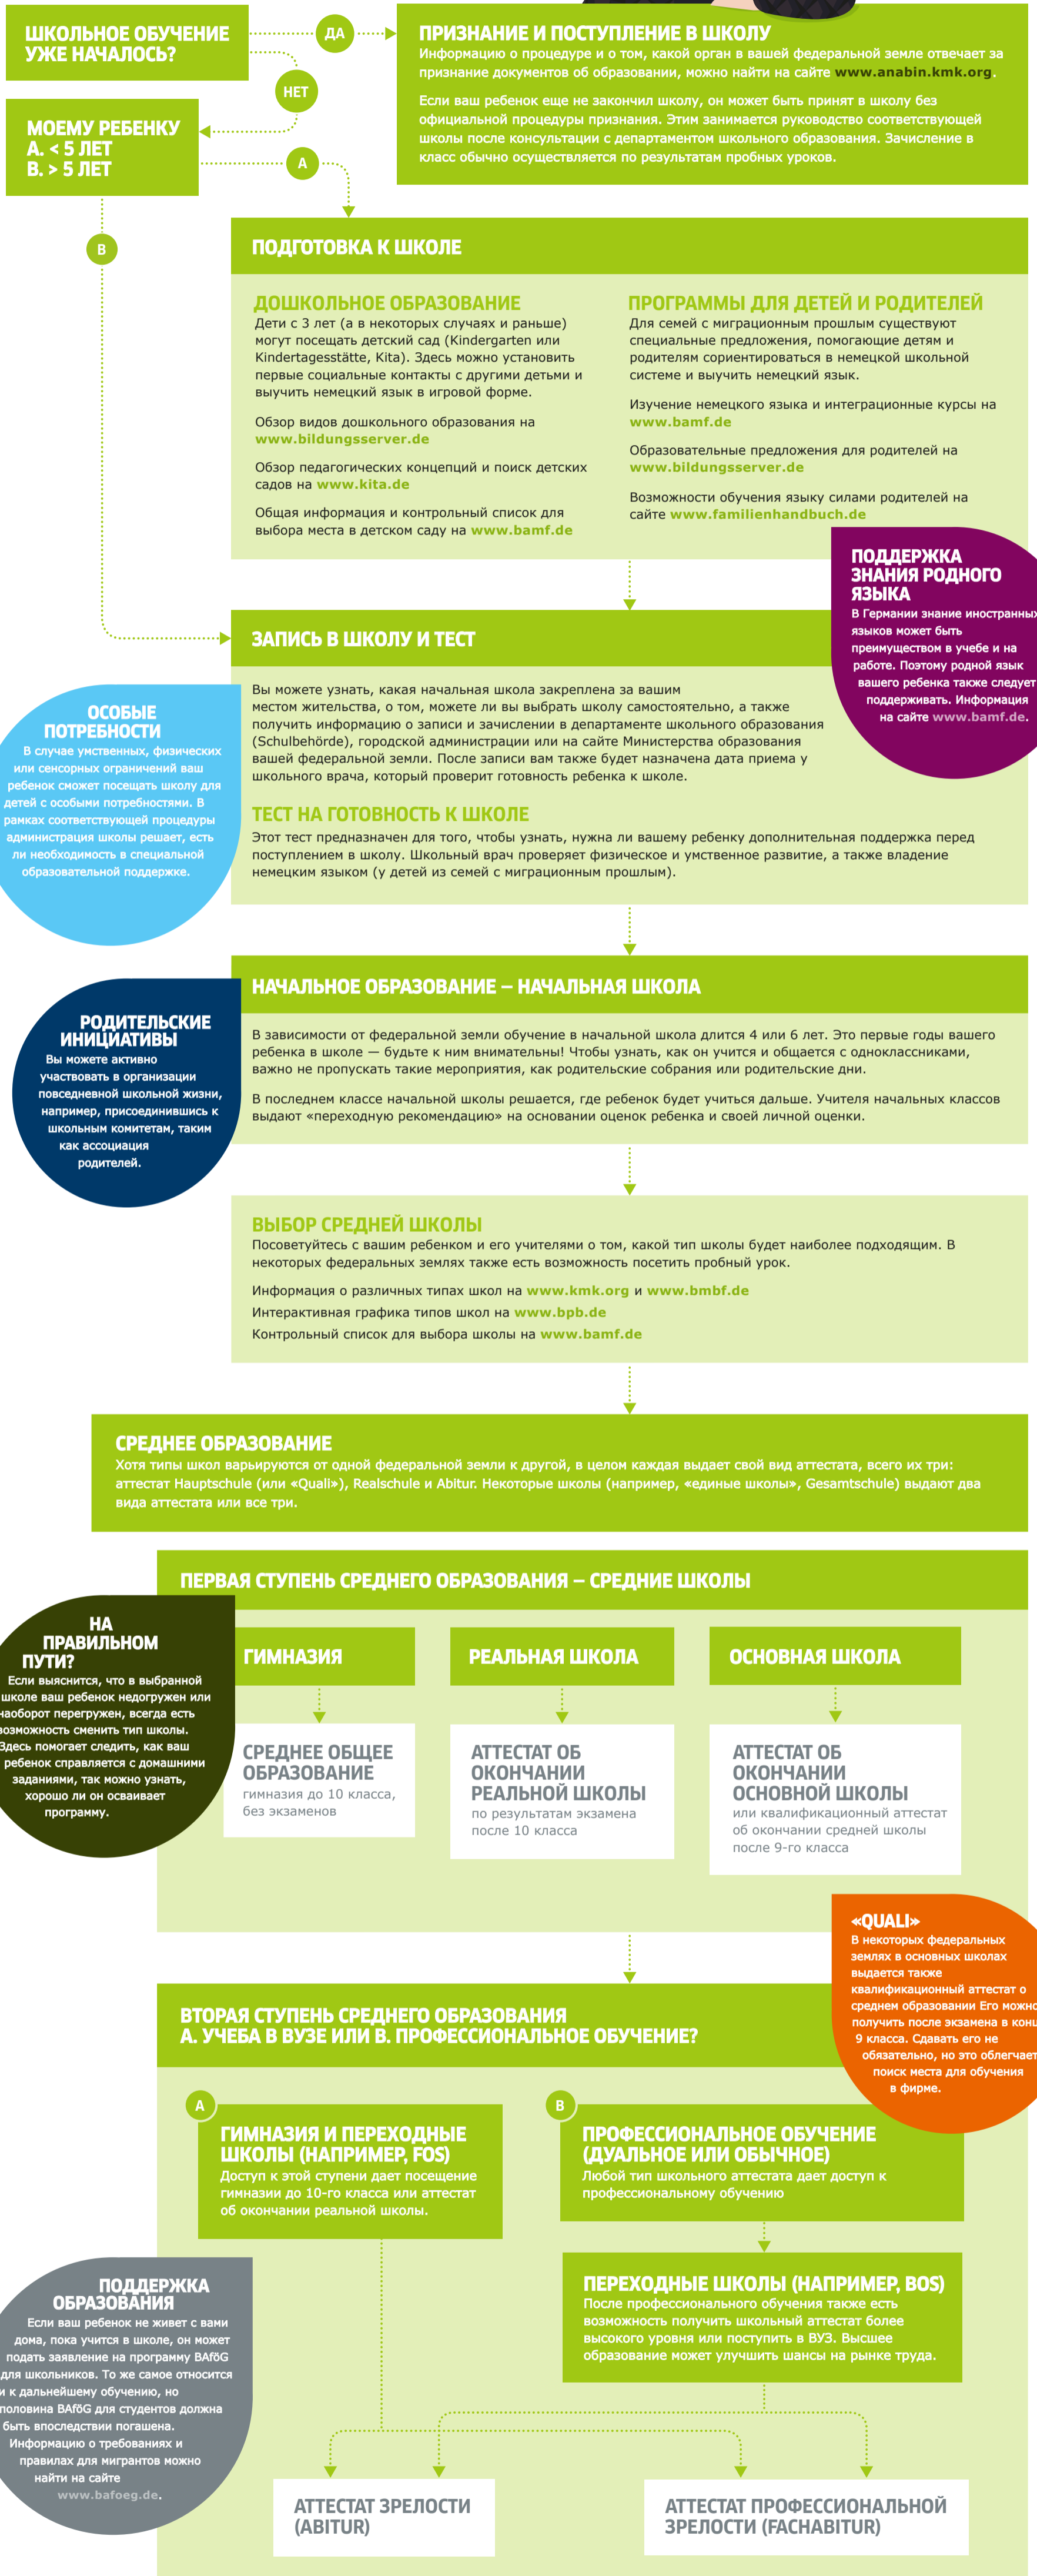 ШКОЛЬНОЕ ОБУЧЕНИЕ
УЖЕ НАЧАЛОСЬ?
ДА
НЕТ
ПРИЗНАНИЕ И ПОСТУПЛЕНИЕ В ШКОЛУ
Информацию о процедуре и о том, какой орган в вашей федеральной земле отвечает за
признание документов об образовании, можно найти на сайте www.anabin.kmk.org.
Если ваш ребенок еще не закончил школу, он может быть принят в школу без
официальной процедуры признания. Этим занимается руководство соответствующей
школы после консультации с департаментом школьного образования. Зачисление в
класс обычно осуществляется по результатам пробных уроков.
МОЕМУ РЕБЕНКУ
А. < 5 ЛЕТ
В. > 5 ЛЕТ
А
В
ПОДГОТОВКА К ШКОЛЕ
ДОШКОЛЬНОЕ ОБРАЗОВАНИЕ
Дети с 3 лет (а в некоторых случаях и раньше)
могут посещать детский сад (Kindergarten или
Kindertagesstätte, Kita). Здесь можно установить
первые социальные контакты с другими детьми и
выучить немецкий язык в игровой форме.
Обзор видов дошкольного образования на
www.bildungsserver.de
Обзор педагогических концепций и поиск детских
садов на www.kita.de
Общая информация и контрольный список для
выбора места в детском саду на www.bamf.de
ПРОГРАММЫ ДЛЯ ДЕТЕЙ И РОДИТЕЛЕЙ
Для семей с миграционным прошлым существуют
специальные предложения, помогающие детям и
родителям сориентироваться в немецкой школьной
системе и выучить немецкий язык.
Изучение немецкого языка и интеграционные курсы на
www.bamf.de
Образовательные предложения для родителей на
www.bildungsserver.de
Возможности обучения языку силами родителей на
сайте www.familienhandbuch.de
ПОДДЕРЖКА
ЗНАНИЯ РОДНОГО
ЯЗЫКА
В Германии знание иностранных
языков может быть
преимуществом в учебе и на
работе. Поэтому родной язык
вашего ребенка также следует
поддерживать. Информация
на сайте www.bamf.de.
ЗАПИСЬ В ШКОЛУ И ТЕСТ
Вы можете узнать, какая начальная школа закреплена за вашим
местом жительства, о том, можете ли вы выбрать школу самостоятельно, а также
получить информацию о записи и зачислении в департаменте школьного образования
(Schulbehörde), городской администрации или на сайте Министерства образования
вашей федеральной земли. После записи вам также будет назначена дата приема у
школьного врача, который проверит готовность ребенка к школе.
ТЕСТ НА ГОТОВНОСТЬ К ШКОЛЕ
Этот тест предназначен для того, чтобы узнать, нужна ли вашему ребенку дополнительная поддержка перед
поступлением в школу. Школьный врач проверяет физическое и умственное развитие, а также владение
немецким языком (у детей из семей с миграционным прошлым).
ОСОБЫЕ
ПОТРЕБНОСТИ
В случае умственных, физических
или сенсорных ограничений ваш
ребенок сможет посещать школу для
детей с особыми потребностями. В
рамках соответствующей процедуры
администрация школы решает, есть
ли необходимость в специальной
образовательной поддержке.
НАЧАЛЬНОЕ ОБРАЗОВАНИЕ – НАЧАЛЬНАЯ ШКОЛА
В зависимости от федеральной земли обучение в начальной школа длится 4 или 6 лет. Это первые годы вашего
ребенка в школе — будьте к ним внимательны! Чтобы узнать, как он учится и общается с одноклассниками,
важно не пропускать такие мероприятия, как родительские собрания или родительские дни.
В последнем классе начальной школы решается, где ребенок будет учиться дальше. Учителя начальных классов
выдают «переходную рекомендацию» на основании оценок ребенка и своей личной оценки.
РОДИТЕЛЬСКИЕ
ИНИЦИАТИВЫ
Вы можете активно
участвовать в организации
повседневной школьной жизни,
например, присоединившись к
школьным комитетам, таким
как ассоциация
родителей.
ВЫБОР СРЕДНЕЙ ШКОЛЫ
Посоветуйтесь с вашим ребенком и его учителями о том, какой тип школы будет наиболее подходящим. В
некоторых федеральных землях также есть возможность посетить пробный урок.
Информация о различных типах школ на www.kmk.org и www.bmbf.de
Интерактивная графика типов школ на www.bpb.de
Контрольный список для выбора школы на www.bamf.de
СРЕДНЕЕ ОБРАЗОВАНИЕ
Хотя типы школ варьируются от одной федеральной земли к другой, в целом каждая выдает свой вид аттестата, всего их три:
аттестат Hauptschule (или «Quali»), Realschule и Abitur. Некоторые школы (например, «единые школы», Gesamtschule) выдают два
вида аттестата или все три.
ПЕРВАЯ СТУПЕНЬ СРЕДНЕГО ОБРАЗОВАНИЯ – СРЕДНИЕ ШКОЛЫ
НА
ПРАВИЛЬНОМ
ПУТИ?
Если выяснится, что в выбранной
школе ваш ребенок недогружен или
наоборот перегружен, всегда есть
возможность сменить тип школы.
Здесь помогает следить, как ваш
ребенок справляется с домашними
заданиями, так можно узнать,
хорошо ли он осваивает
программу.
ГИМНАЗИЯ
СРЕДНЕЕ ОБЩЕЕ
ОБРАЗОВАНИЕ
гимназия до 10 класса,
без экзаменов
РЕАЛЬНАЯ ШКОЛА
АТТЕСТАТ ОБ
ОКОНЧАНИИ
РЕАЛЬНОЙ ШКОЛЫ
по результатам экзамена
после 10 класса
ОСНОВНАЯ ШКОЛА
АТТЕСТАТ ОБ
ОКОНЧАНИИ
ОСНОВНОЙ ШКОЛЫ
или квалификационный аттестат
об окончании средней школы
после 9-го класса
«QUALI»
В некоторых федеральных
землях в основных школах
выдается также
квалификационный аттестат о
среднем образовании Его можно
получить после экзамена в конц
9 класса. Сдавать его не
обязательно, но это облегчает
поиск места для обучения
в фирме.
ВТОРАЯ СТУПЕНЬ СРЕДНЕГО ОБРАЗОВАНИЯ
А. УЧЕБА В ВУЗЕ ИЛИ В. ПРОФЕССИОНАЛЬНОЕ ОБУЧЕНИЕ?
А
ГИМНАЗИЯ И ПЕРЕХОДНЫЕ
ШКОЛЫ (НАПРИМЕР, FOS)
Доступ к этой ступени дает посещение
гимназии до 10-го класса или аттестат
об окончании реальной школы.
В
ПРОФЕССИОНАЛЬНОЕ ОБУЧЕНИЕ
(ДУАЛЬНОЕ ИЛИ ОБЫЧНОЕ)
Любой тип школьного аттестата дает доступ к
профессиональному обучению
ПЕРЕХОДНЫЕ ШКОЛЫ (НАПРИМЕР, BOS)
После профессионального обучения также есть
возможность получить школьный аттестат более
высокого уровня или поступить в ВУЗ. Высшее
образование может улучшить шансы на рынке труда.
ПОДДЕРЖКА
ОБРАЗОВАНИЯ
Если ваш ребенок не живет с вами
дома, пока учится в школе, он может
подать заявление на программу BAföG
для школьников. То же самое относится
и к дальнейшему обучению, но
половина BAföG для студентов должна
быть впоследствии погашена.
Информацию о требованиях и
правилах для мигрантов можно
найти на сайте
www.bafoeg.de.
АТТЕСТАТ ЗРЕЛОСТИ
(ABITUR)
АТТЕСТАТ ПРОФЕССИОНАЛЬНОЙ
ЗРЕЛОСТИ (FACHABITUR)